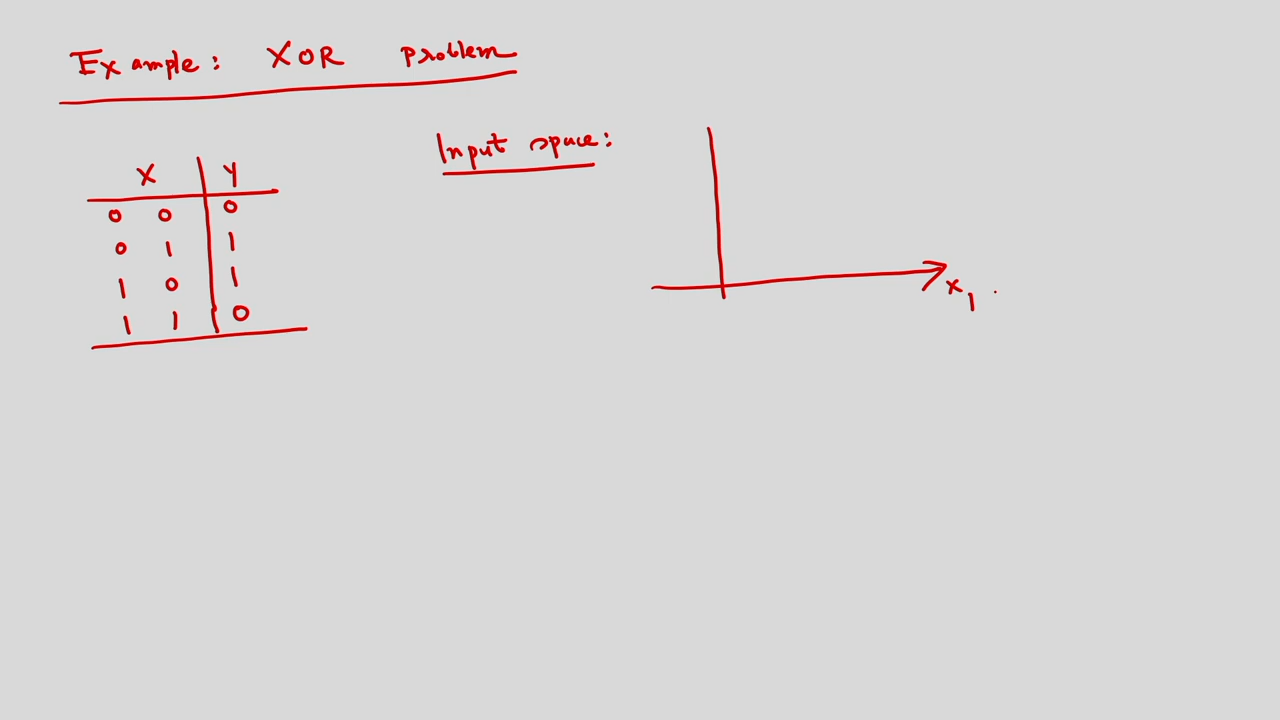 Example: XOR problem
Input space:
X Y
0 0 0
0 1 1
1 0 1
1 1 0
x1